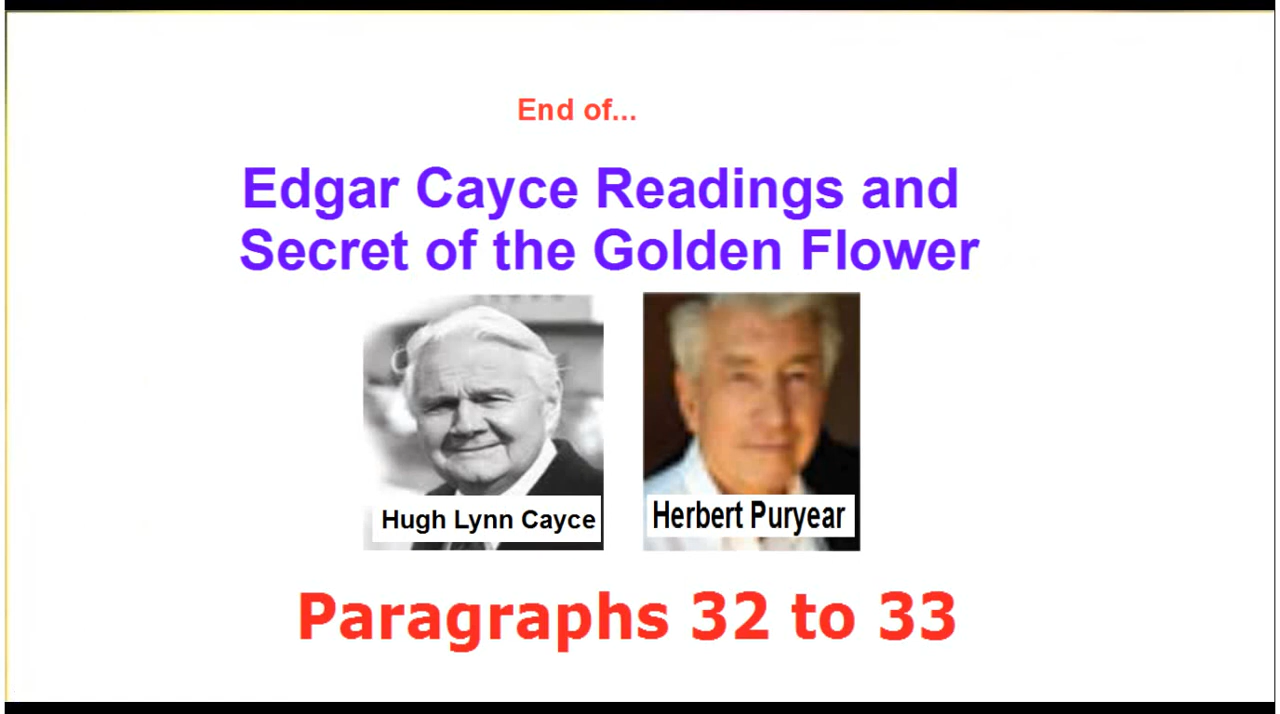 End of...
Edgar Cayce Readings and
Secret of the Golden Flower
Hugh Lynn Cayce
Herbert Puryear
Paragraphs 32 to 33